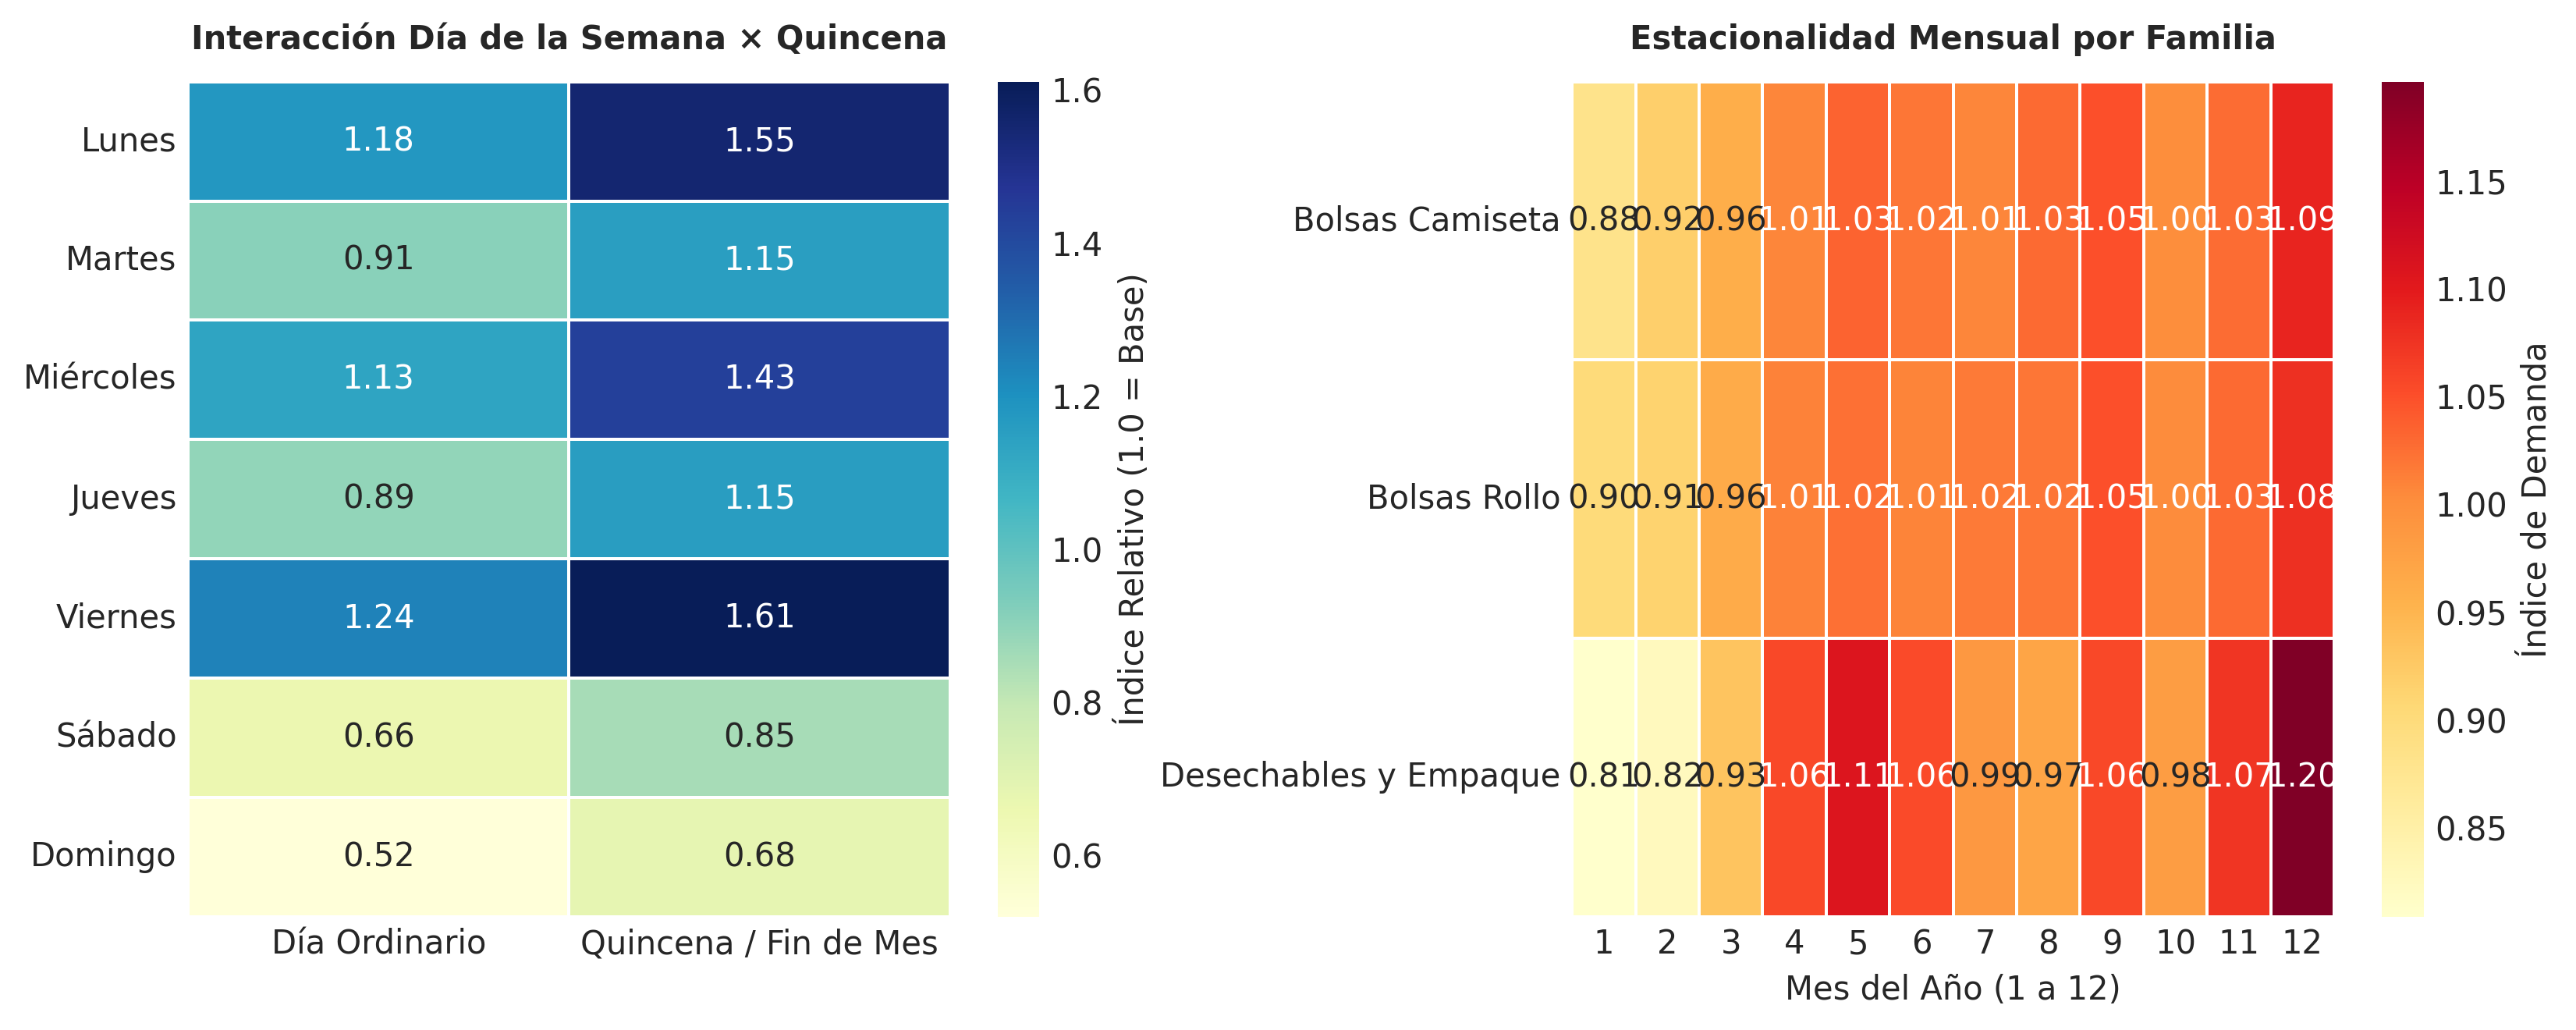 Interacción Día de la Semana × Quincena
Lunes 1.18 1.55
Martes 0.91 1.15
Miércoles 1.13 1.43
Jueves 0.89 1.15
Viernes 1.24 1.61
Sábado 0.66 0.85
Domingo 0.52 0.68
Día Ordinario Quincena / Fin de Mes
1.6
1.4
1.2
1.0
0.8
0.6
Índice Relativo (1.0 = Base)
Estacionalidad Mensual por Familia
Bolsas Camiseta 0.88 0.92 0.96 1.01 1.03 1.02 1.01 1.03 1.05 1.00 1.03 1.09
Bolsas Rollo 0.90 0.91 0.96 1.01 1.02 1.01 1.02 1.02 1.05 1.00 1.03 1.08
Desechables y Empaque 0.81 0.82 0.93 1.06 1.11 1.06 0.99 0.97 1.06 0.98 1.07 1.20
1 2 3 4 5 6 7 8 9 10 11 12
Mes del Año (1 a 12)
1.15
1.10
1.05
1.00
0.95
0.90
0.85
Índice de Demanda